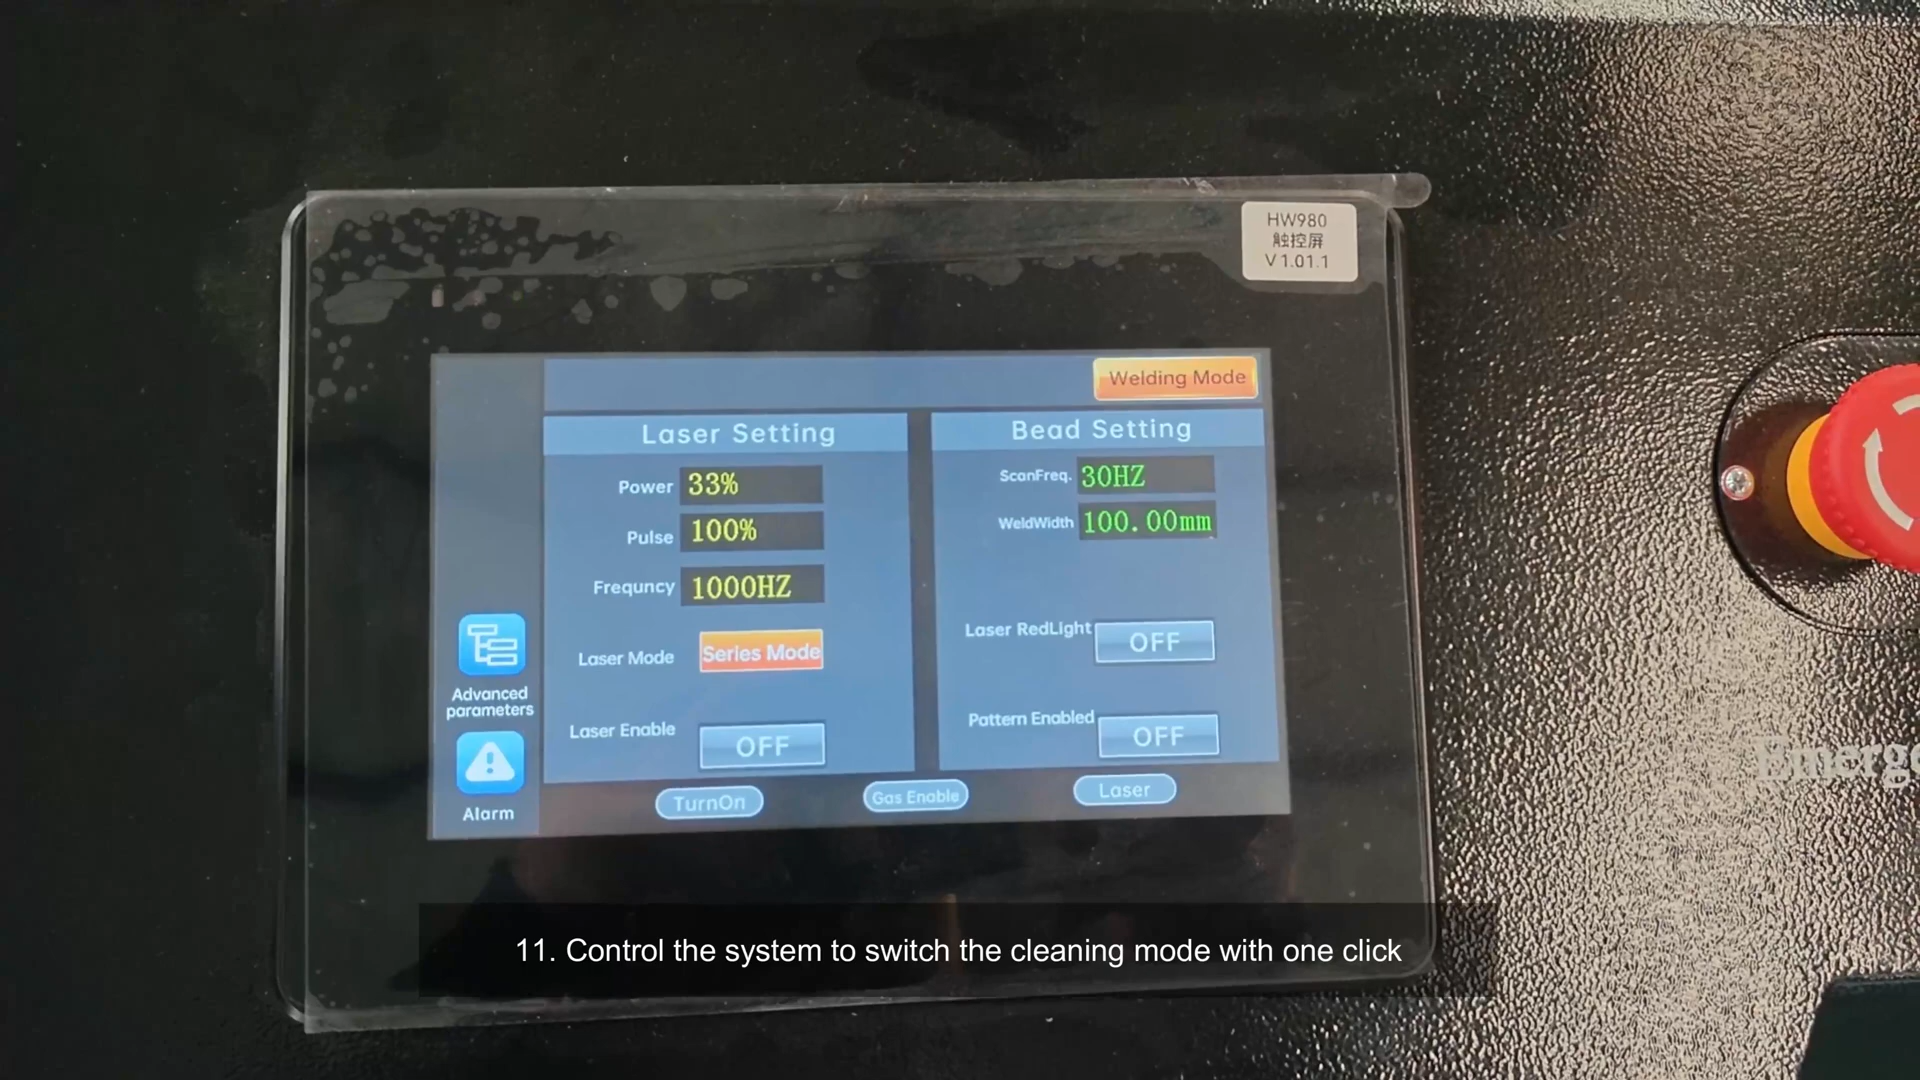 HW980
触控屏
V 1.01.1
Welding Mode
Laser Setting
Power 33%
Pulse 100%
Frequncy 1000HZ
Laser Mode Series Mode
Laser Enable OFF
Bead Setting
ScanFreq. 30HZ
WeldWidth 100.00mm
Laser RedLight OFF
Pattern Enabled OFF
Advanced
parameters
Alarm
TurnOn
Gas Enable
Laser
11. Control the system to switch the cleaning mode with one click